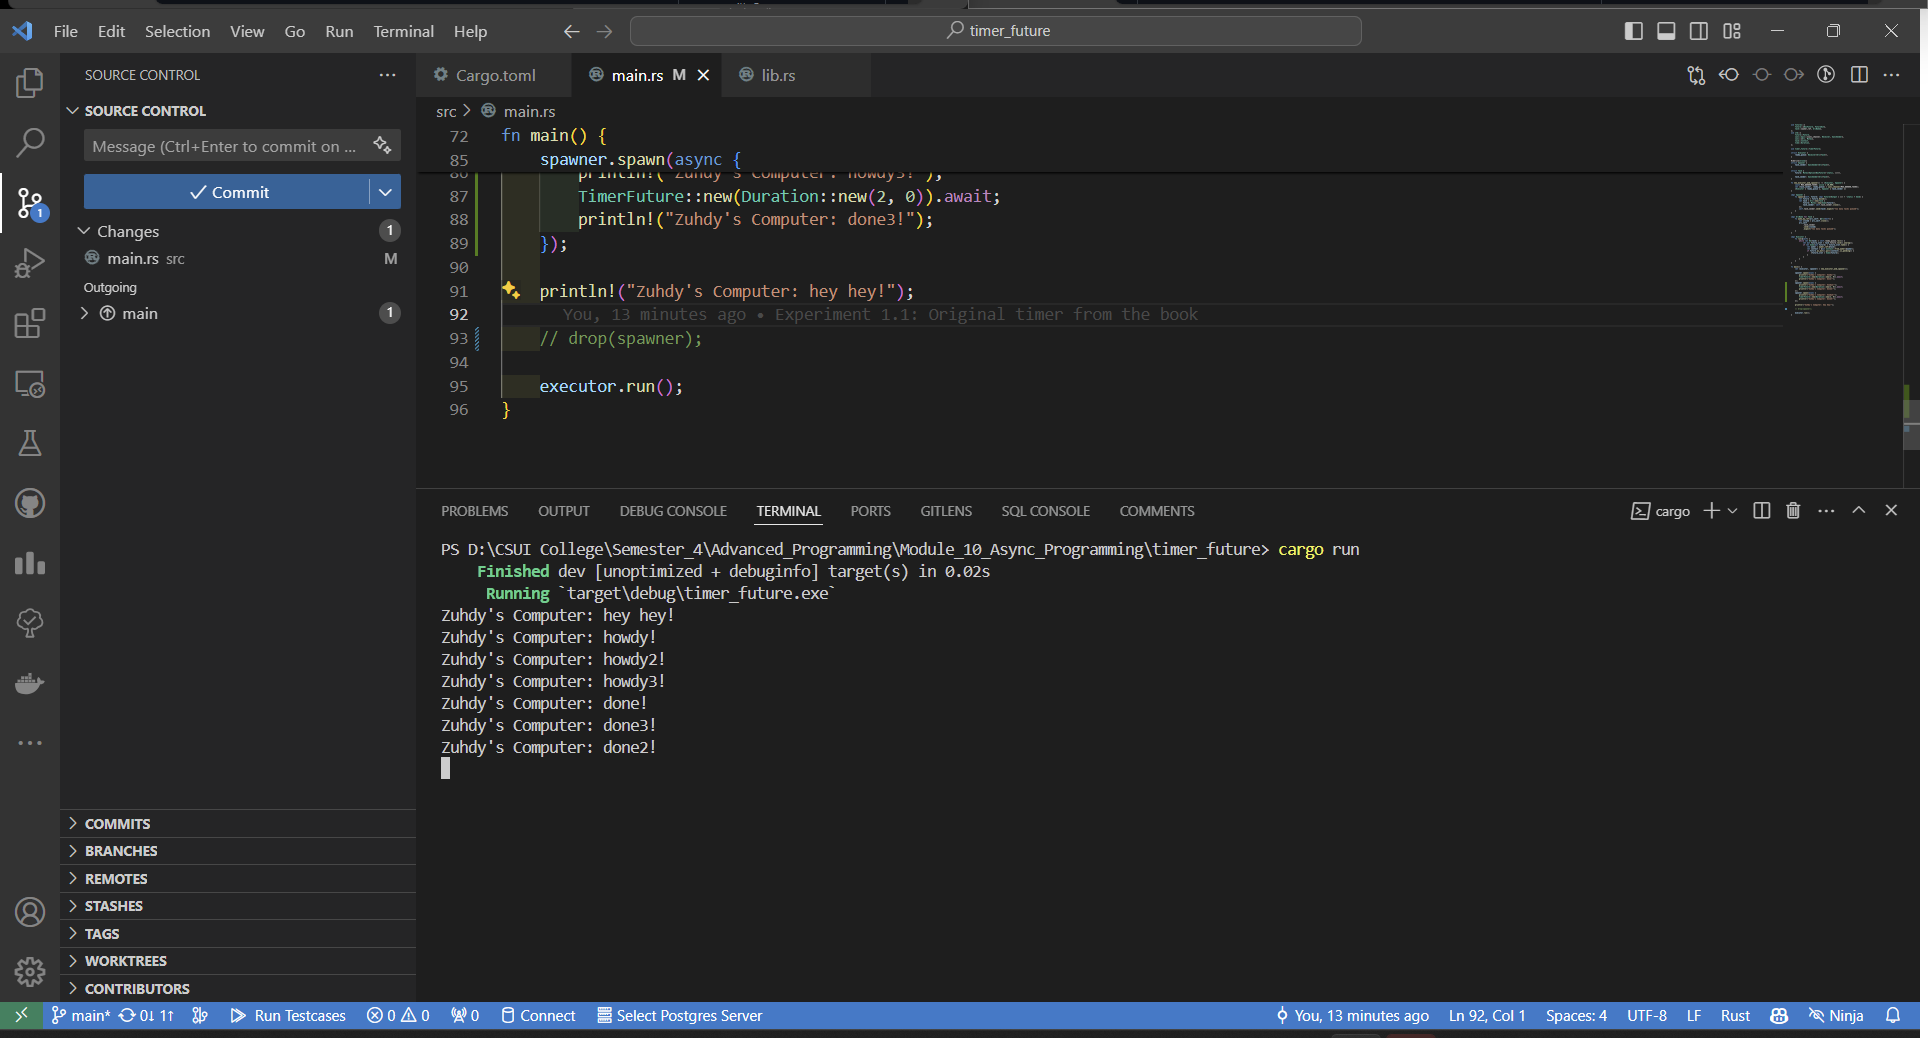 File Edit Selection View Go Run Terminal Help
timer_future
SOURCE CONTROL
SOURCE CONTROL
Message (Ctrl+Enter to commit on ...
Commit
Changes 1
main.rs src M
Outgoing
main 1
COMMITS
BRANCHES
REMOTES
STASHES
TAGS
WORKTREES
CONTRIBUTORS
1
Cargo.toml main.rs M lib.rs
src > main.rs
72 fn main() {
85 spawner.spawn(async {
86 println!("Zuhdy's Computer: howdy3!");
87 TimerFuture::new(Duration::new(2, 0)).await;
88 println!("Zuhdy's Computer: done3!");
89 });
90
91 println!("Zuhdy's Computer: hey hey!");
92 You, 13 minutes ago • Experiment 1.1: Original timer from the book
93 // drop(spawner);
94
95 executor.run();
96 }
PROBLEMS OUTPUT DEBUG CONSOLE TERMINAL PORTS GITLENS SQL CONSOLE COMMENTS
cargo
PS D:\CSUI College\Semester_4\Advanced_Programming\Module_10_Async_Programming\timer_future> cargo run
Finished dev [unoptimized + debuginfo] target(s) in 0.02s
Running `target\debug\timer_future.exe`
Zuhdy's Computer: hey hey!
Zuhdy's Computer: howdy!
Zuhdy's Computer: howdy2!
Zuhdy's Computer: howdy3!
Zuhdy's Computer: done!
Zuhdy's Computer: done3!
Zuhdy's Computer: done2!
main* 0↓ 1↑ Run Testcases 0 0 0 Connect Select Postgres Server You, 13 minutes ago Ln 92, Col 1 Spaces: 4 UTF-8 LF Rust Ninja